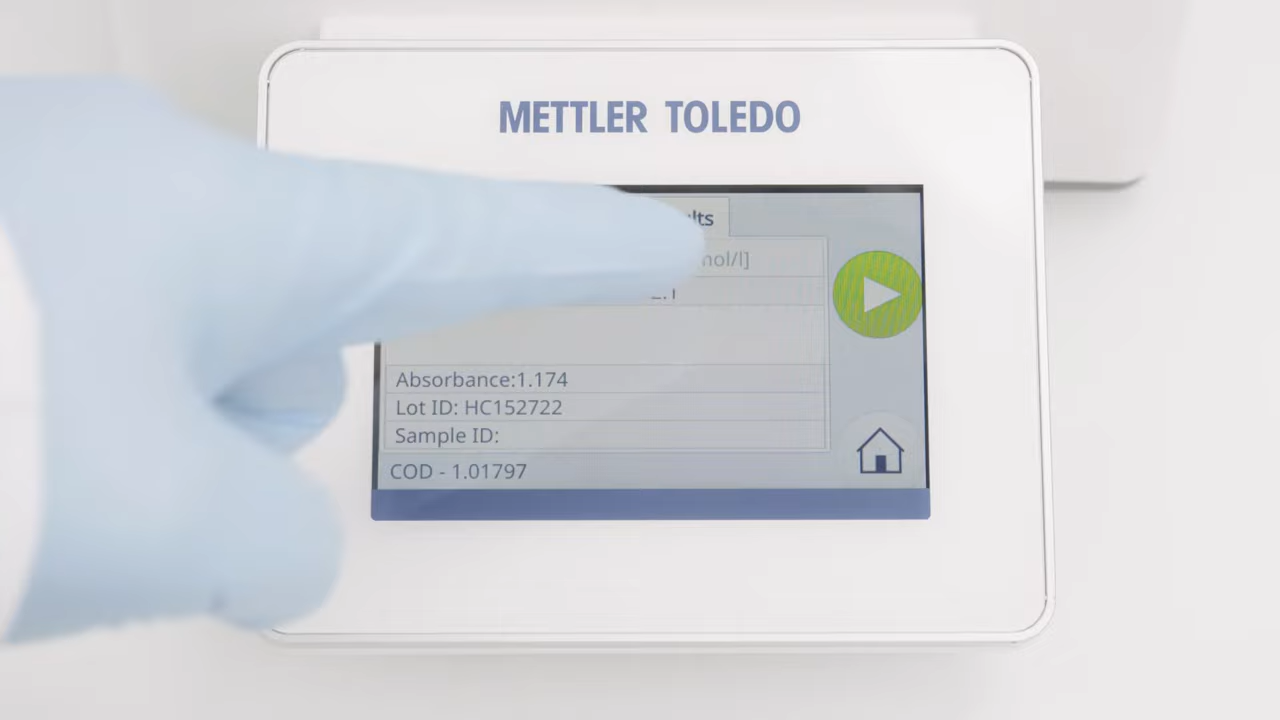 METTLER TOLEDO
Absorbance:1.174
Lot ID: HC152722
Sample ID:
COD - 1.01797